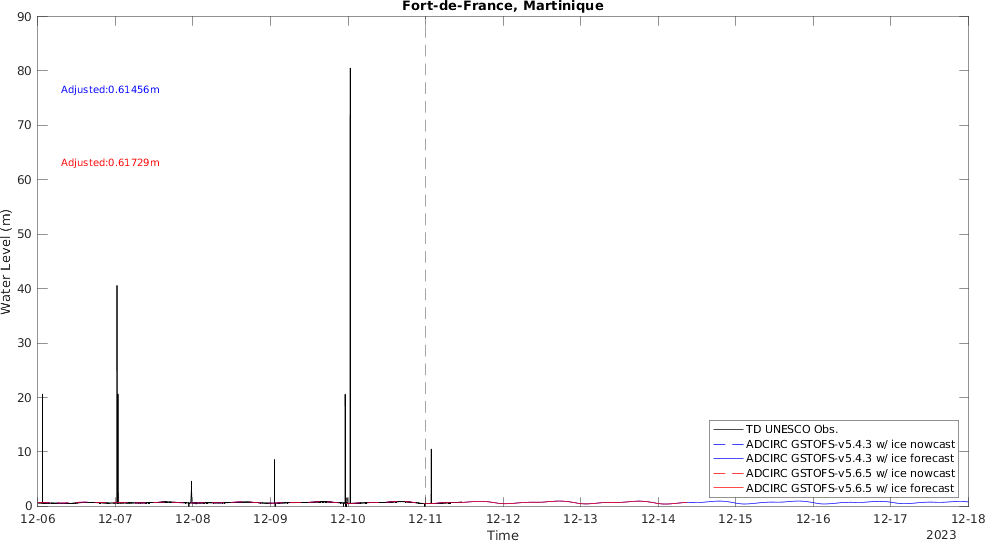 Fort-de-France, Martinique
90
80
70
60
50
40
30
20
10
0
Water Level (m)
Adjusted:0.61456m
Adjusted:0.61729m
TD UNESCO Obs.
ADCIRC GSTOFS-v5.4.3 w/ ice nowcast
ADCIRC GSTOFS-v5.4.3 w/ ice forecast
ADCIRC GSTOFS-v5.6.5 w/ ice nowcast
ADCIRC GSTOFS-v5.6.5 w/ ice forecast
12-06 12-07 12-08 12-09 12-10 12-11 12-12 12-13 12-14 12-15 12-16 12-17 12-18
Time
2023